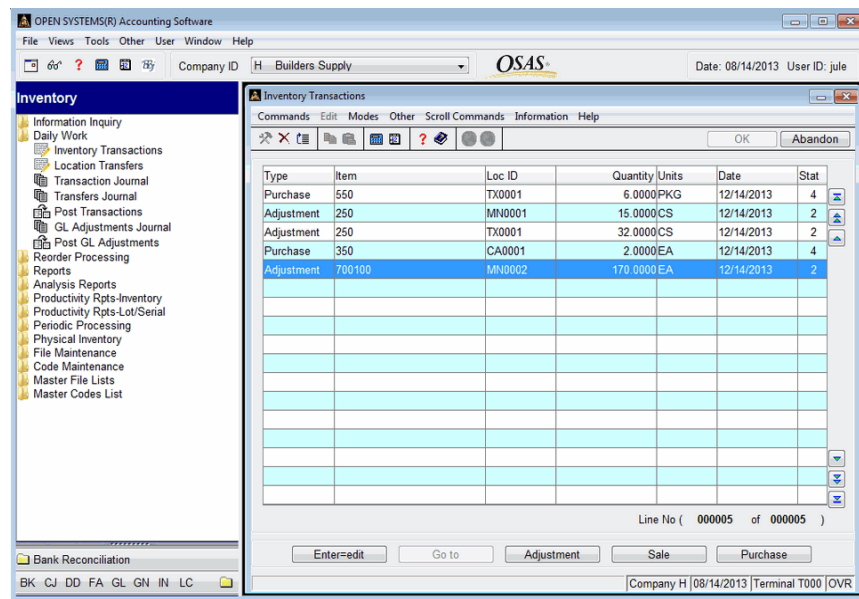 OPEN SYSTEMS(R) Accounting Software
File Views Tools Other User Window Help
Company ID H Builders Supply OSAS Date: 08/14/2013 User ID: jule
Inventory
Information Inquiry
Daily Work
Inventory Transactions
Location Transfers
Transaction Journal
Transfers Journal
Post Transactions
GL Adjustments Journal
Post GL Adjustments
Reorder Processing
Reports
Analysis Reports
Productivity Rpts-Inventory
Productivity Rpts-Lot/Serial
Periodic Processing
Physical Inventory
File Maintenance
Code Maintenance
Master File Lists
Master Codes List
Bank Reconciliation
BK CJ DD FA GL GN IN LC
Inventory Transactions
Commands Edit Modes Other Scroll Commands Information Help
OK Abandon
Type Item Loc ID Quantity Units Date Stat
Purchase 550 TX0001 6.0000 PKG 12/14/2013 4
Adjustment 250 MN0001 15.0000 CS 12/14/2013 2
Adjustment 250 TX0001 32.0000 CS 12/14/2013 2
Purchase 350 CA0001 2.0000 EA 12/14/2013 4
Adjustment 700100 MN0002 170.0000 EA 12/14/2013 2
Line No ( 000005 of 000005 )
Enter=edit Go to Adjustment Sale Purchase
Company H 08/14/2013 Terminal T000 OVR